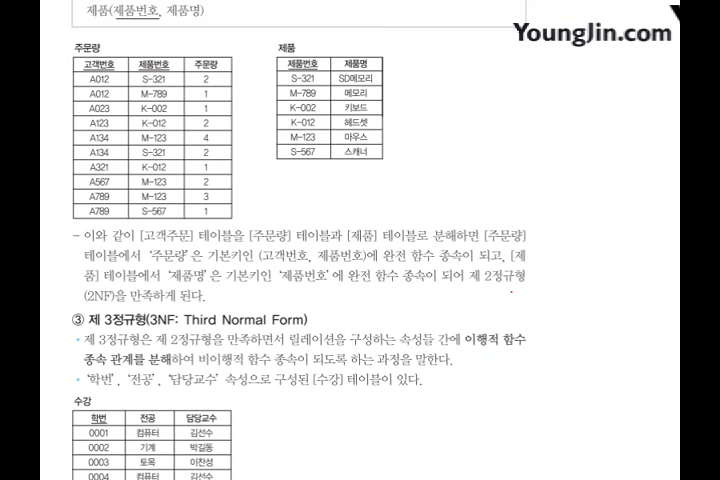 제품(제품번호, 제품명)
YoungJin.com
주문량
고객번호 제품번호 주문량
A012 S-321 2
A012 M-789 1
A023 K-002 1
A123 K-012 2
A134 M-123 4
A134 S-321 2
A321 K-012 1
A567 M-123 2
A789 M-123 3
A789 S-567 1
제품
제품번호 제품명
S-321 SD메모리
M-789 메모리
K-002 키보드
K-012 헤드셋
M-123 마우스
S-567 스캐너
- 이와 같이 [고객주문] 테이블을 [주문량] 테이블과 [제품] 테이블로 분해하면 [주문량]
테이블에서 '주문량'은 기본키인 (고객번호, 제품번호)에 완전 함수 종속이 되고, [제
품] 테이블에서 '제품명'은 기본키인 '제품번호'에 완전 함수 종속이 되어 제 2정규형
(2NF)을 만족하게 된다.
③ 제 3정규형(3NF: Third Normal Form)
• 제 3정규형은 제 2정규형을 만족하면서 릴레이션을 구성하는 속성들 간에 이행적 함수
종속 관계를 분해하여 비이행적 함수 종속이 되도록 하는 과정을 말한다.
• '학번', '전공', '담당교수' 속성으로 구성된 [수강] 테이블이 있다.
수강
학번 전공 담당교수
0001 컴퓨터 김선수
0002 기계 박길동
0003 토목 이찬성
0004 컴퓨터 김선수